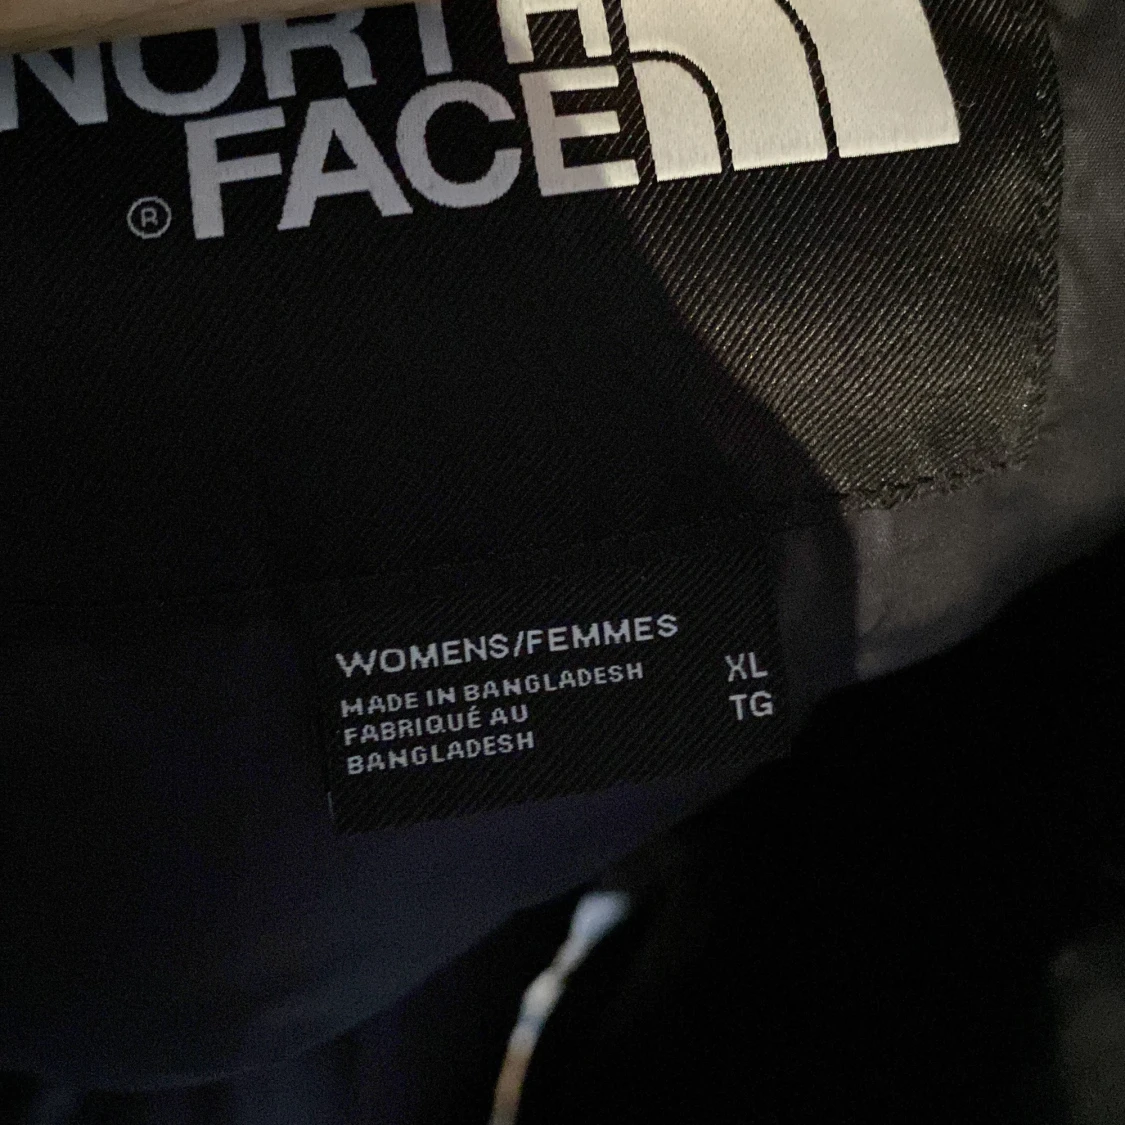 NORTH
FACE
®
WOMENS/FEMMES
MADE IN BANGLADESH
FABRIQUÉ AU
BANGLADESH
XL
TG